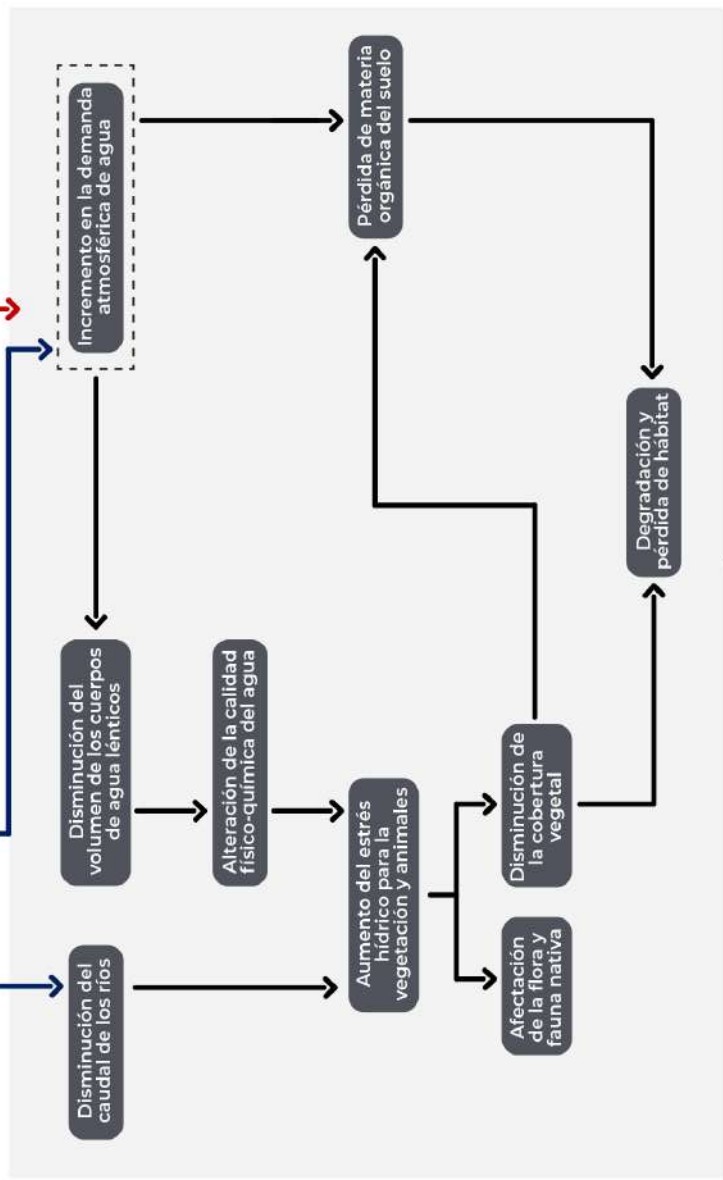 Disminución del
caudal de los ríos
Disminución del
volumen de los cuerpos
de agua lénticos
Incremento en la demanda
atmosférica de agua
Alteración de la calidad
físico-química del agua
Aumento del estrés
hídrico para la
vegetación y animales
Pérdida de materia
orgánica del suelo
Afectación
de la flora y
fauna nativa
Disminución de
la cobertura
vegetal
Degradación y
pérdida de hábitat